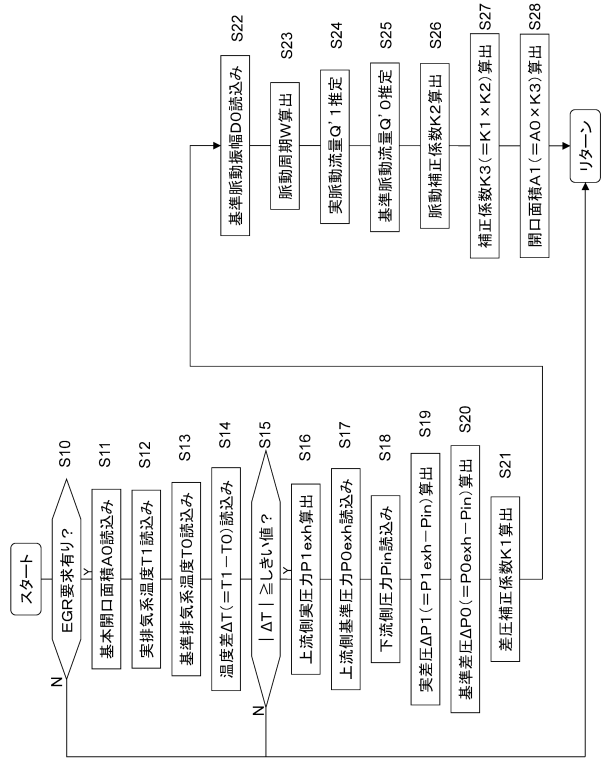 スタート
EGR要求有り?
S10
N
Y
基本開口面積A0読込み
S11
実排気系温度T1読込み
S12
基準排気系温度T0読込み
S13
温度差ΔT(=T1-T0)読込み
S14
|ΔT|≧しきい値?
S15
N
Y
上流側実圧力P1exh算出
S16
上流側基準圧力P0exh読込み
S17
下流側圧力Pin読込み
S18
実差圧ΔP1(=P1exh-Pin)算出
S19
基準差圧ΔP0(=P0exh-Pin)算出
S20
差圧補正係数K1算出
S21
基準脈動振幅D0読込み
S22
脈動周期W算出
S23
実脈動流量Q'1推定
S24
基準脈動流量Q'0推定
S25
脈動補正係数K2算出
S26
補正係数K3(=K1×K2)算出
S27
開口面積A1(=A0×K3)算出
S28
リターン